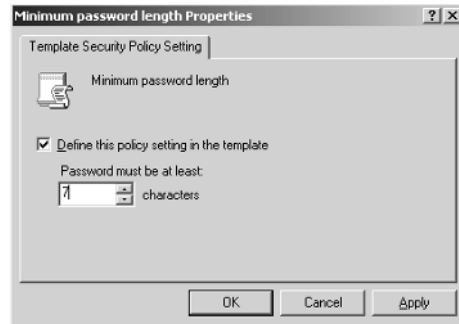 Minimum password length Properties
? X
Template Security Policy Setting
Minimum password length
Define this policy setting in the template
Password must be at least:
7 characters
OK Cancel Apply